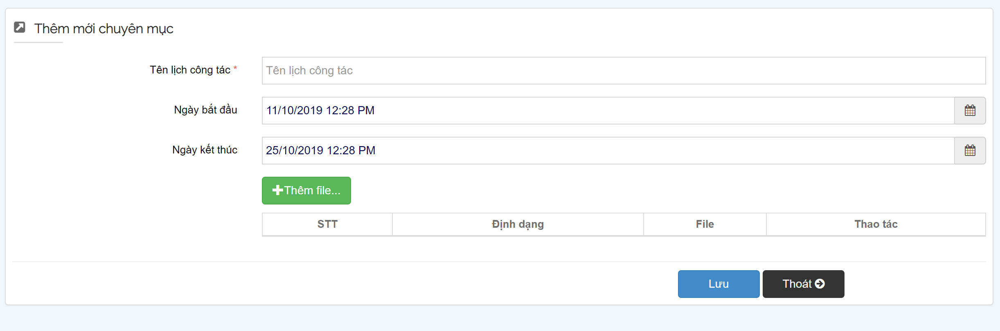 Thêm mới chuyên mục
Tên lịch công tác *
Tên lịch công tác
Ngày bắt đầu
11/10/2019 12:28 PM
Ngày kết thúc
25/10/2019 12:28 PM
Thêm file...
STT Định dạng File Thao tác
Lưu Thoát